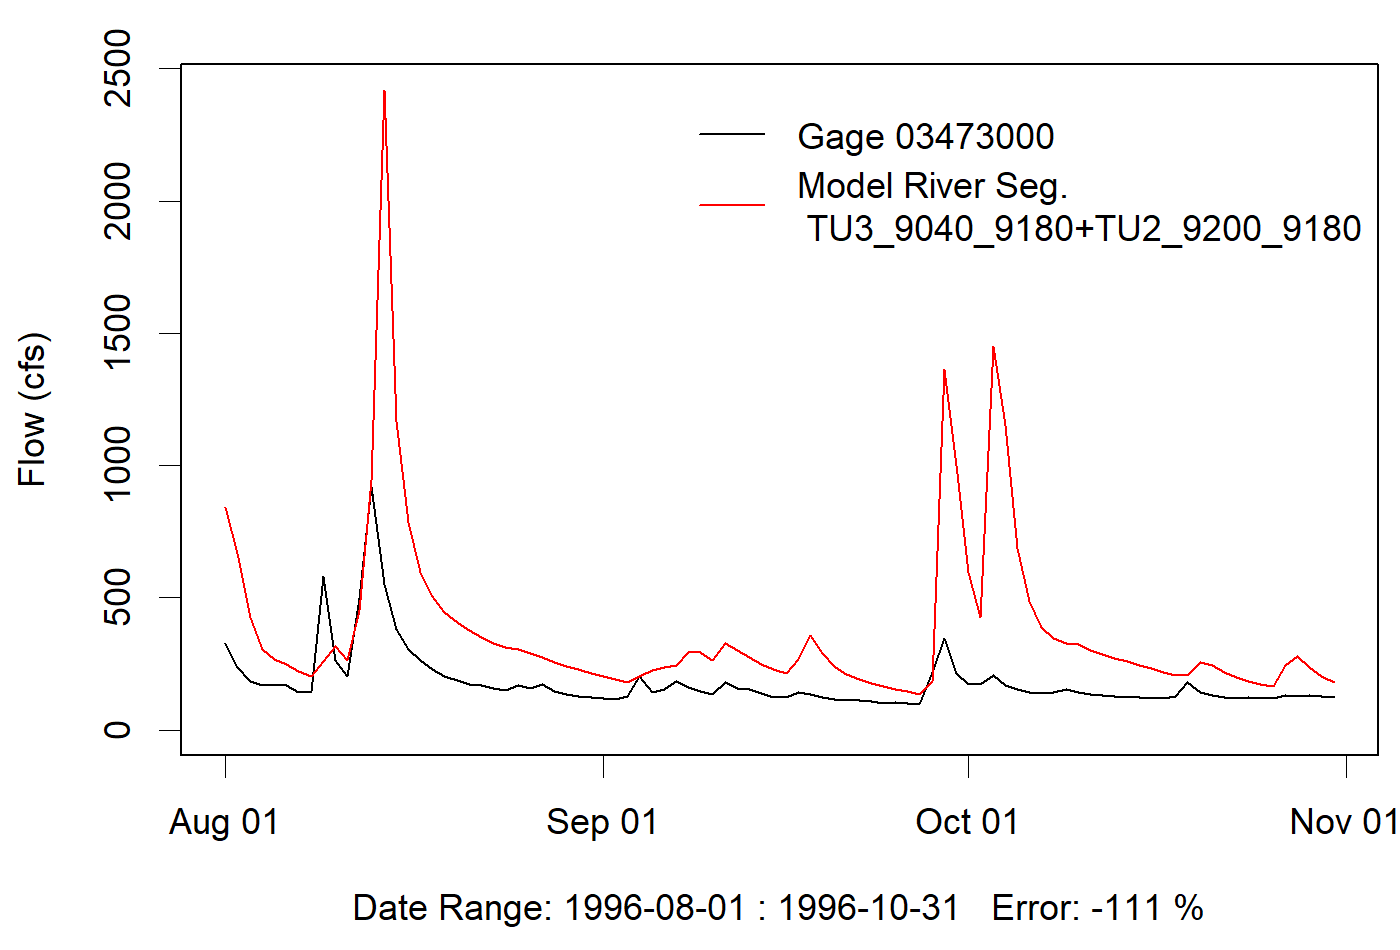 2500
2000
1500
1000
500
0
Flow (cfs)
Gage 03473000
Model River Seg.
TU3_9040_9180+TU2_9200_9180
Aug 01 Sep 01 Oct 01 Nov 01
Date Range: 1996-08-01 : 1996-10-31 Error: -111 %